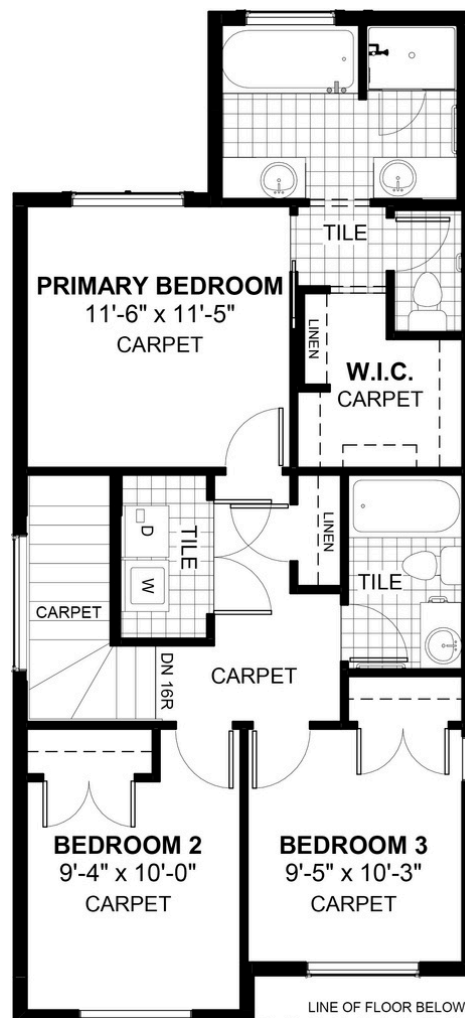 TILE
PRIMARY BEDROOM
11'-6" x 11'-5"
CARPET
LINEN
W.I.C.
CARPET
D
W
TILE
LINEN
TILE
CARPET
DN 16R
CARPET
BEDROOM 2
9'-4" x 10'-0"
CARPET
BEDROOM 3
9'-5" x 10'-3"
CARPET
LINE OF FLOOR BELOW